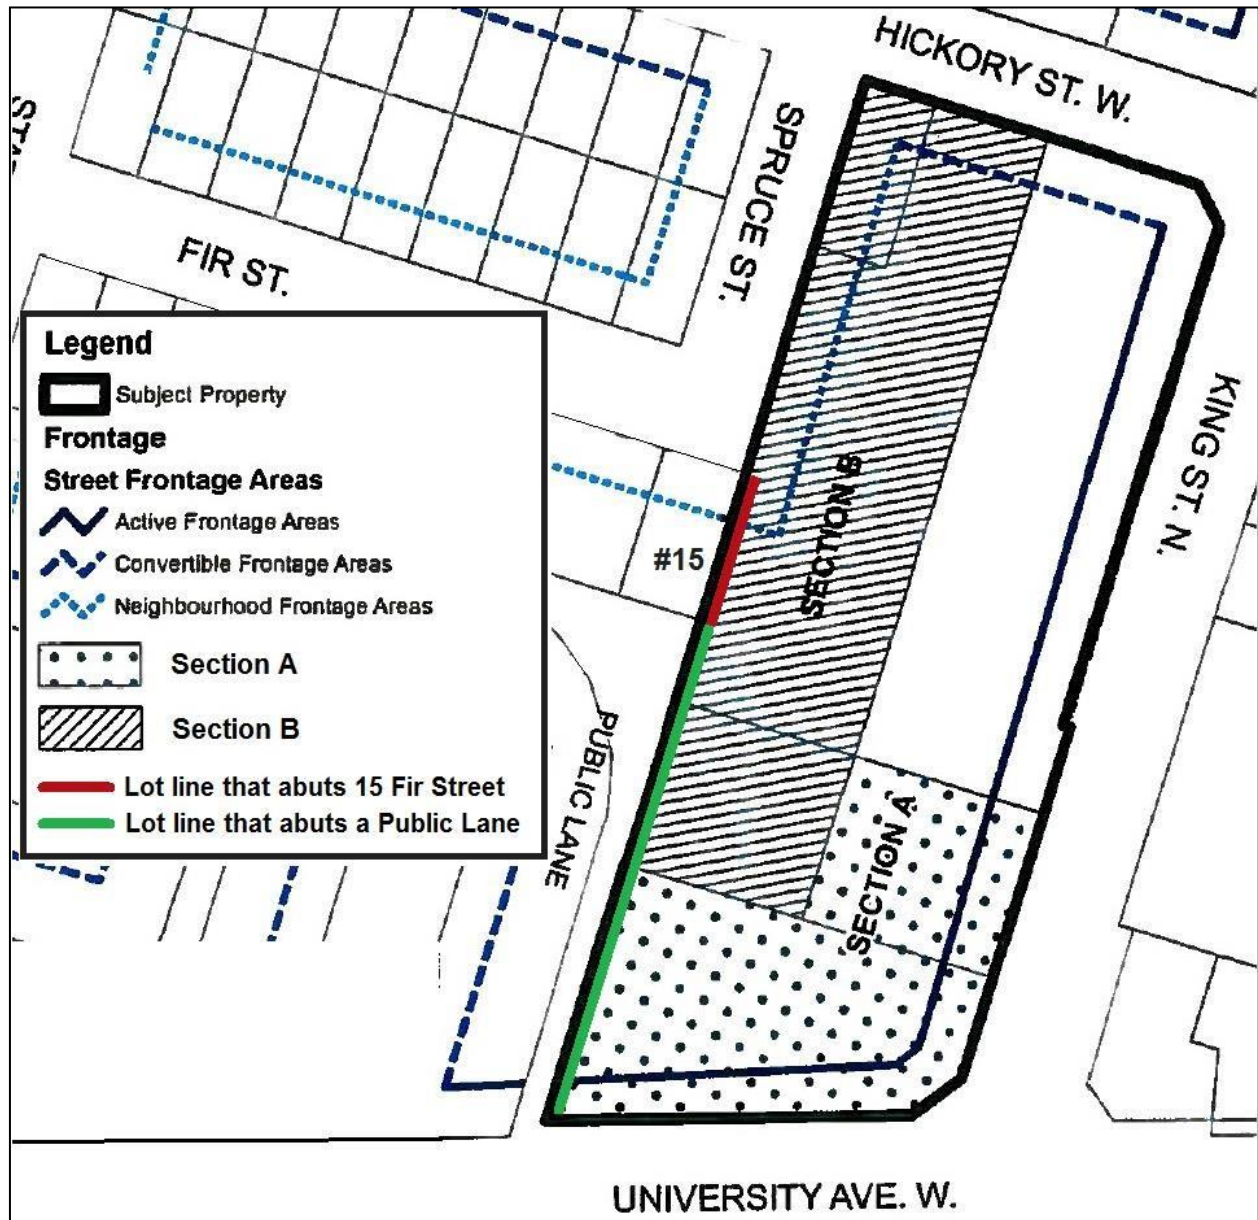 HICKORY ST. W.
SPRUCE ST.
FIR ST.
KING ST. N.
Legend
Subject Property
Frontage
Street Frontage Areas
Active Frontage Areas
Convertible Frontage Areas
Neighbourhood Frontage Areas
Section A
Section B
Lot line that abuts 15 Fir Street
Lot line that abuts a Public Lane
#15
SECTION B
PUBLIC LANE
SECTION A
UNIVERSITY AVE. W.